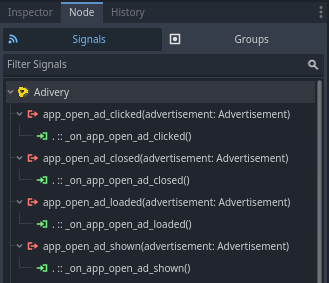 Inspector Node History
Signals Groups
Filter Signals
Adivery
app_open_ad_clicked(advertisement: Advertisement)
. :: _on_app_open_ad_clicked()
app_open_ad_closed(advertisement: Advertisement)
. :: _on_app_open_ad_closed()
app_open_ad_loaded(advertisement: Advertisement)
. :: _on_app_open_ad_loaded()
app_open_ad_shown(advertisement: Advertisement)
. :: _on_app_open_ad_shown()